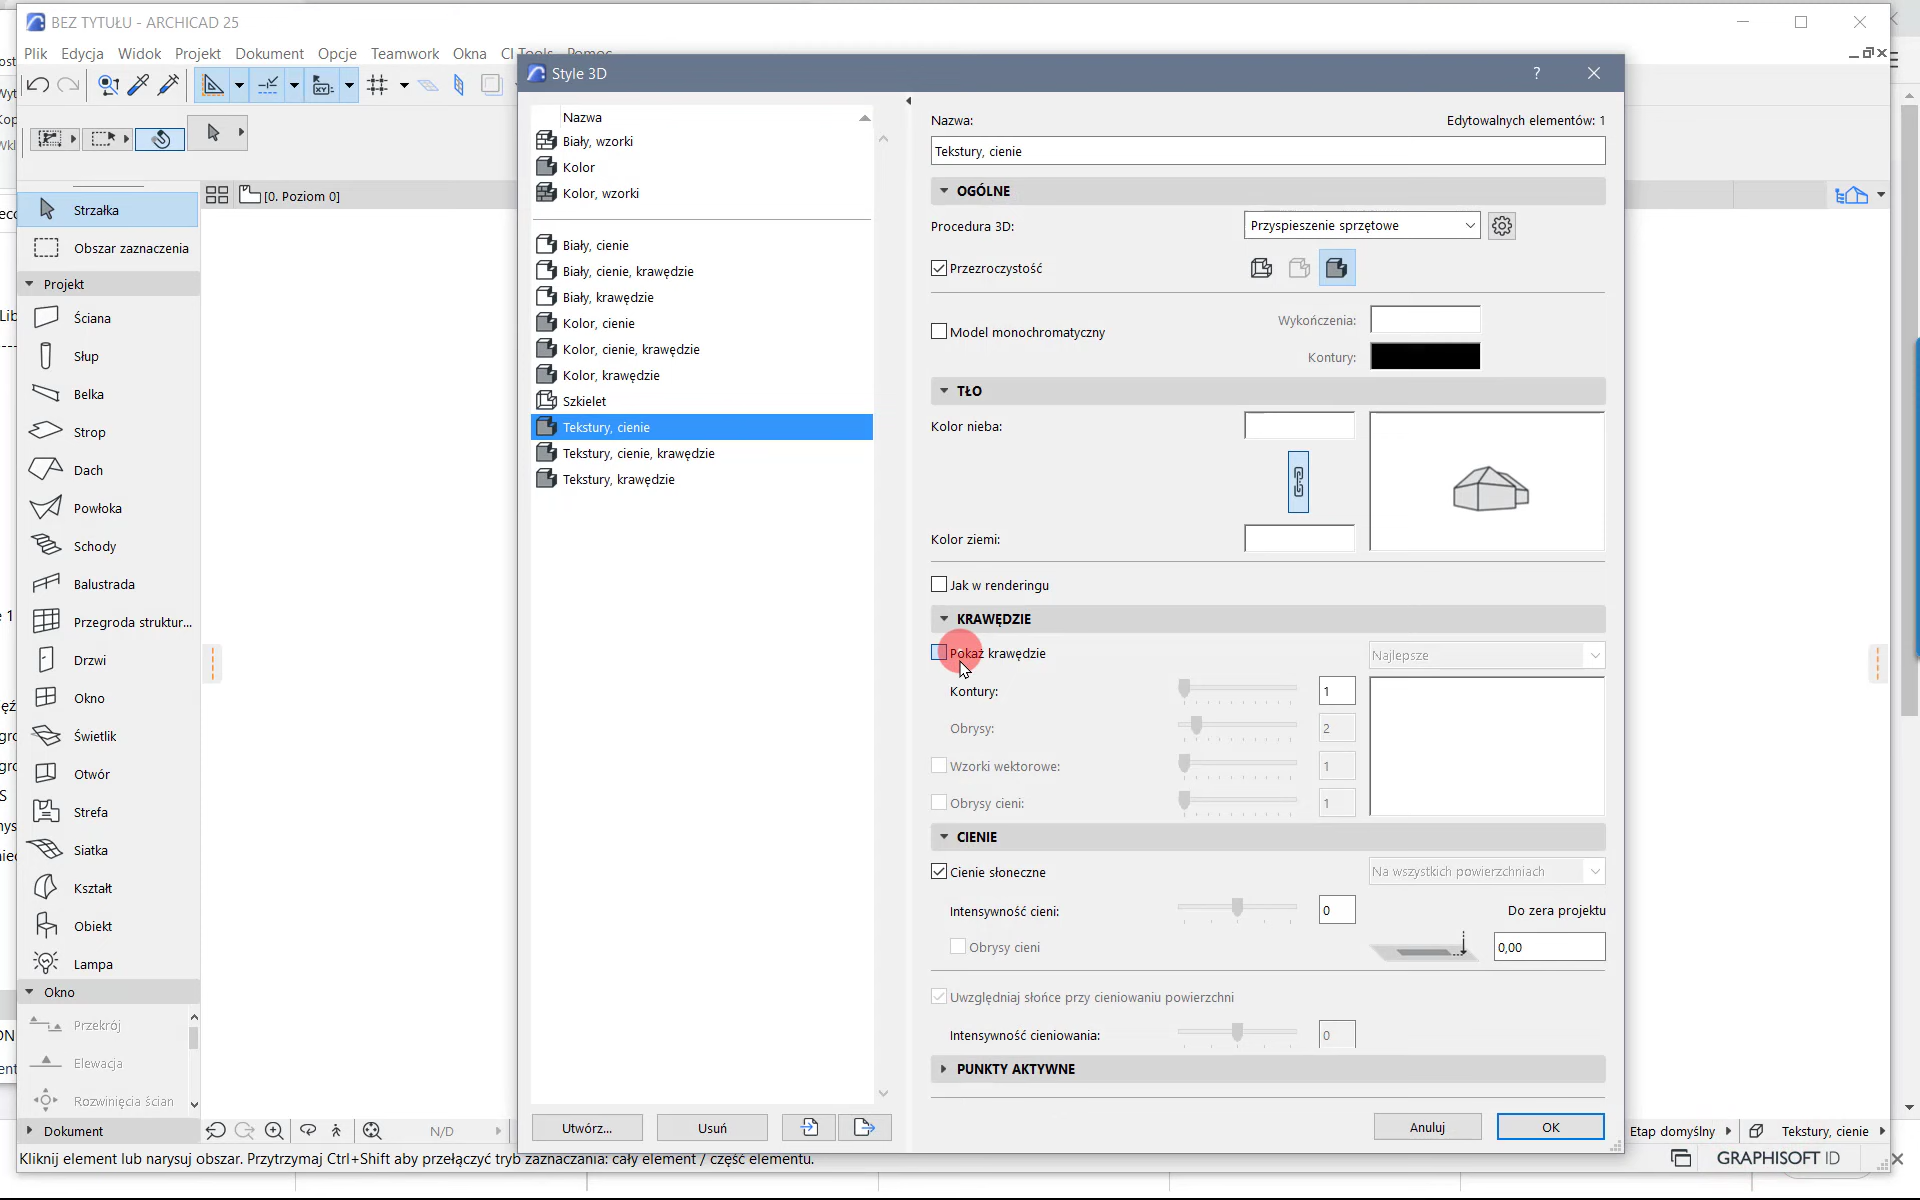 BEZ TYTUŁU - ARCHICAD 25
Plik Edycja Widok Projekt Dokument Opcje Teamwork Okna CI Tools Pomoc
Style 3D
?
Nazwa
Biały, wzorki
Kolor
Kolor, wzorki
Biały, cienie
Biały, cienie, krawędzie
Biały, krawędzie
Kolor, cienie
Kolor, cienie, krawędzie
Kolor, krawędzie
Szkielet
Tekstury, cienie
Tekstury, cienie, krawędzie
Tekstury, krawędzie
Utwórz...
Usuń
Nazwa:
Edytowalnych elementów: 1
Tekstury, cienie
OGÓLNE
Procedura 3D:
Przyspieszenie sprzętowe
Przezroczystość
Model monochromatyczny
Wykończenia:
Kontury:
TŁO
Kolor nieba:
Kolor ziemi:
Jak w renderingu
KRAWĘDZIE
Pokaż krawędzie
Najlepsze
Kontury:
1
Obrysy:
2
Wzorki wektorowe:
1
Obrysy cieni:
1
CIENIE
Cienie słoneczne
Na wszystkich powierzchniach
Intensywność cieni:
0
Do zera projektu
Obrysy cieni
0,00
Uwzględniaj słońce przy cieniowaniu powierzchni
Intensywność cieniowania:
0
PUNKTY AKTYWNE
Anuluj
OK
[0. Poziom 0]
Strzałka
Obszar zaznaczenia
Projekt
Ściana
Słup
Belka
Strop
Dach
Powłoka
Schody
Balustrada
Przegroda struktur...
Drzwi
Okno
Świetlik
Otwór
Strefa
Siatka
Kształt
Obiekt
Lampa
Okno
Przekrój
Elewacja
Rozwinięcia ścian
Dokument
N/D
Etap domyślny
Tekstury, cienie
Kliknij element lub narysuj obszar. Przytrzymaj Ctrl+Shift aby przełączyć tryb zaznaczania: cały element / część elementu.
GRAPHISOFT ID